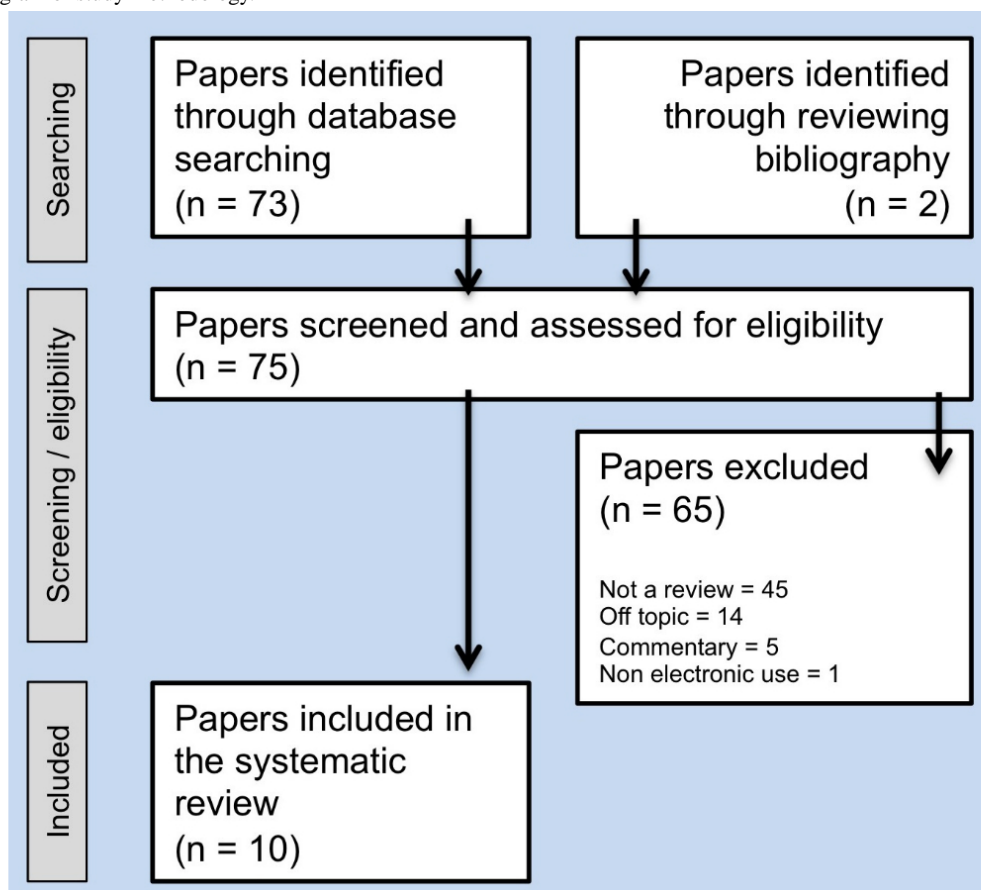 Searching
Papers identified
through database
searching
(n = 73)
Papers identified
through reviewing
bibliography
(n = 2)
Screening / eligibility
Papers screened and assessed for eligibility
(n = 75)
Papers excluded
(n = 65)
Not a review = 45
Off topic = 14
Commentary = 5
Non electronic use = 1
Included
Papers included in
the systematic
review
(n = 10)